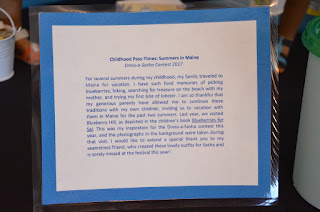 Childhood Pass Times: Summers in Maine
Dress-a-Sasha Contest 2017
For several summers during my childhood, my family traveled to
Maine for vacation. I have such fond memories of picking
blueberries, hiking, searching for treasure on the beach with my
mother, and trying my first bite of lobster. I am so thankful that
my generous parents have allowed me to continue these
traditions with my own children, inviting us to vacation with
them in Maine for the past two summers. Last year, we visited
Blueberry Hill, as depicted in the children's book Blueberries for
Sal. This was my inspiration for the Dress-a-Sasha contest this
year, and the photographs in the background were taken during
that visit. I would like to extend a special thank you to my
seamstress friend, who created these lovely outfits for Sasha and
is sorely missed at the festival this year!